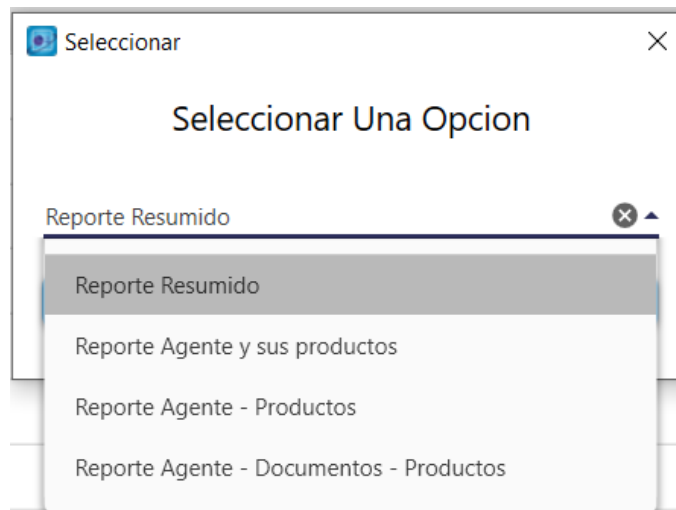 Seleccionar
Seleccionar Una Opcion
Reporte Resumido
Reporte Resumido
Reporte Agente y sus productos
Reporte Agente - Productos
Reporte Agente - Documentos - Productos